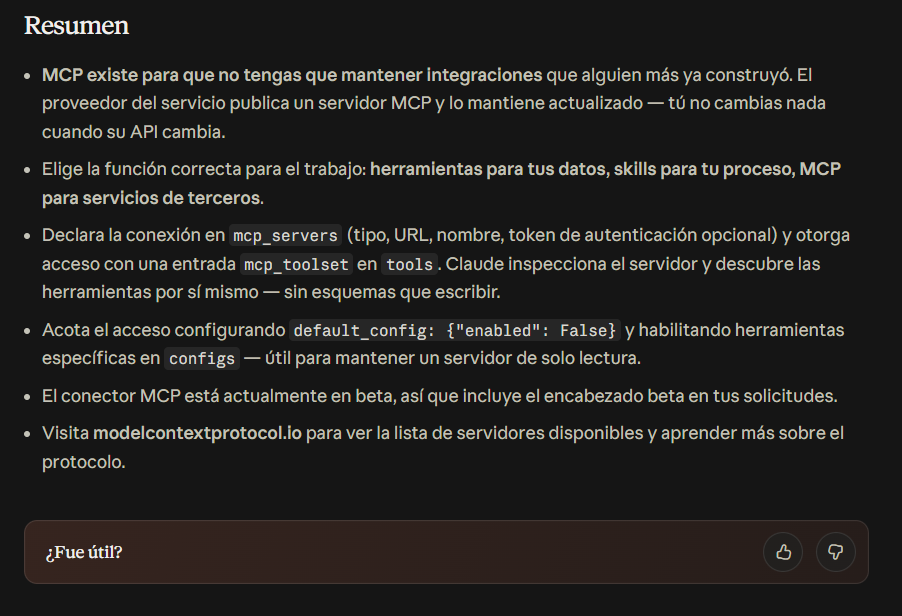 Resumen
MCP existe para que no tengas que mantener integraciones que alguien más ya construyó. El
proveedor del servicio publica un servidor MCP y lo mantiene actualizado — tú no cambias nada
cuando su API cambia.
Elige la función correcta para el trabajo: herramientas para tus datos, skills para tu proceso, MCP
para servicios de terceros.
Declara la conexión en mcp_servers (tipo, URL, nombre, token de autenticación opcional) y otorga
acceso con una entrada mcp_toolset en tools. Claude inspecciona el servidor y descubre las
herramientas por sí mismo — sin esquemas que escribir.
Acota el acceso configurando default_config: {"enabled": False} y habilitando herramientas
específicas en configs — útil para mantener un servidor de solo lectura.
El conector MCP está actualmente en beta, así que incluye el encabezado beta en tus solicitudes.
Visita modelcontextprotocol.io para ver la lista de servidores disponibles y aprender más sobre el
protocolo.
¿Fue útil?